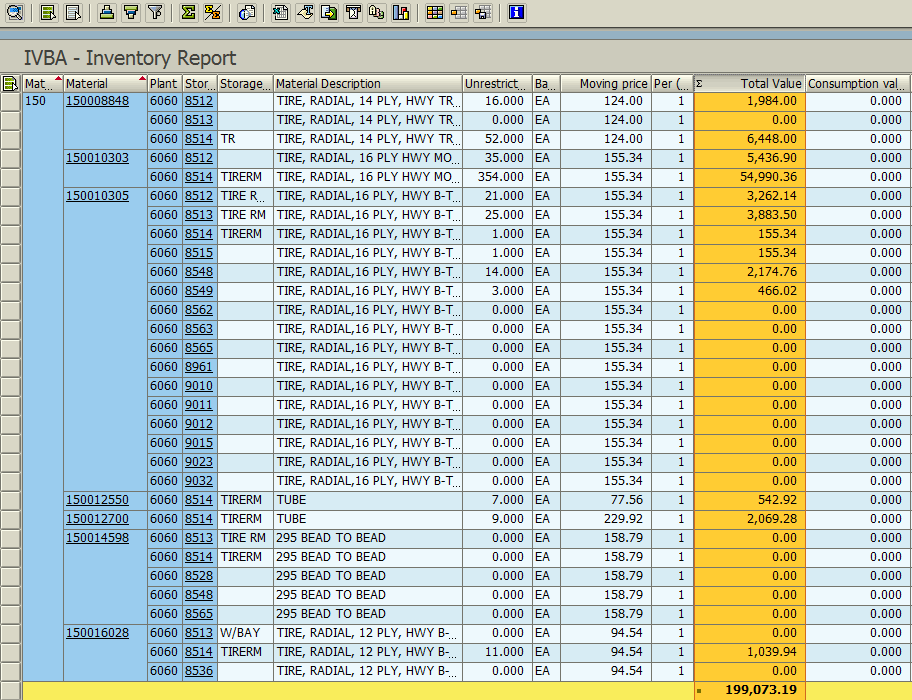 IVBA - Inventory Report
Mat... Material Plant Stor... Storage... Material Description Unrestrict... Ba... Moving price Per (... Σ Total Value Consumption val...
150 150008848 6060 8512 TIRE, RADIAL, 14 PLY, HWY TR... 16.000 EA 124.00 1 1,984.00 0.000
6060 8513 TIRE, RADIAL, 14 PLY, HWY TR... 0.000 EA 124.00 1 0.00 0.000
6060 8514 TR TIRE, RADIAL, 14 PLY, HWY TR... 52.000 EA 124.00 1 6,448.00 0.000
150010303 6060 8512 TIRE, RADIAL, 16 PLY HWY MO... 35.000 EA 155.34 1 5,436.90 0.000
6060 8514 TIRERM TIRE, RADIAL, 16 PLY HWY MO... 354.000 EA 155.34 1 54,990.36 0.000
150010305 6060 8512 TIRE R... TIRE, RADIAL,16 PLY, HWY B-T... 21.000 EA 155.34 1 3,262.14 0.000
6060 8513 TIRE RM TIRE, RADIAL,16 PLY, HWY B-T... 25.000 EA 155.34 1 3,883.50 0.000
6060 8514 TIRERM TIRE, RADIAL,16 PLY, HWY B-T... 1.000 EA 155.34 1 155.34 0.000
6060 8515 TIRE, RADIAL,16 PLY, HWY B-T... 1.000 EA 155.34 1 155.34 0.000
6060 8548 TIRE, RADIAL,16 PLY, HWY B-T... 14.000 EA 155.34 1 2,174.76 0.000
6060 8549 TIRE, RADIAL,16 PLY, HWY B-T... 3.000 EA 155.34 1 466.02 0.000
6060 8562 TIRE, RADIAL,16 PLY, HWY B-T... 0.000 EA 155.34 1 0.00 0.000
6060 8563 TIRE, RADIAL,16 PLY, HWY B-T... 0.000 EA 155.34 1 0.00 0.000
6060 8565 TIRE, RADIAL,16 PLY, HWY B-T... 0.000 EA 155.34 1 0.00 0.000
6060 8961 TIRE, RADIAL,16 PLY, HWY B-T... 0.000 EA 155.34 1 0.00 0.000
6060 9010 TIRE, RADIAL,16 PLY, HWY B-T... 0.000 EA 155.34 1 0.00 0.000
6060 9011 TIRE, RADIAL,16 PLY, HWY B-T... 0.000 EA 155.34 1 0.00 0.000
6060 9012 TIRE, RADIAL,16 PLY, HWY B-T... 0.000 EA 155.34 1 0.00 0.000
6060 9015 TIRE, RADIAL,16 PLY, HWY B-T... 0.000 EA 155.34 1 0.00 0.000
6060 9023 TIRE, RADIAL,16 PLY, HWY B-T... 0.000 EA 155.34 1 0.00 0.000
6060 9032 TIRE, RADIAL,16 PLY, HWY B-T... 0.000 EA 155.34 1 0.00 0.000
150012550 6060 8514 TIRERM TUBE 7.000 EA 77.56 1 542.92 0.000
150012700 6060 8514 TIRERM TUBE 9.000 EA 229.92 1 2,069.28 0.000
150014598 6060 8513 TIRE RM 295 BEAD TO BEAD 0.000 EA 158.79 1 0.00 0.000
6060 8514 TIRERM 295 BEAD TO BEAD 0.000 EA 158.79 1 0.00 0.000
6060 8528 295 BEAD TO BEAD 0.000 EA 158.79 1 0.00 0.000
6060 8548 295 BEAD TO BEAD 0.000 EA 158.79 1 0.00 0.000
6060 8565 295 BEAD TO BEAD 0.000 EA 158.79 1 0.00 0.000
150016028 6060 8513 W/BAY TIRE, RADIAL, 12 PLY, HWY B-... 0.000 EA 94.54 1 0.00 0.000
6060 8514 TIRERM TIRE, RADIAL, 12 PLY, HWY B-... 11.000 EA 94.54 1 1,039.94 0.000
6060 8536 TIRE, RADIAL, 12 PLY, HWY B-... 0.000 EA 94.54 1 0.00 0.000
199,073.19